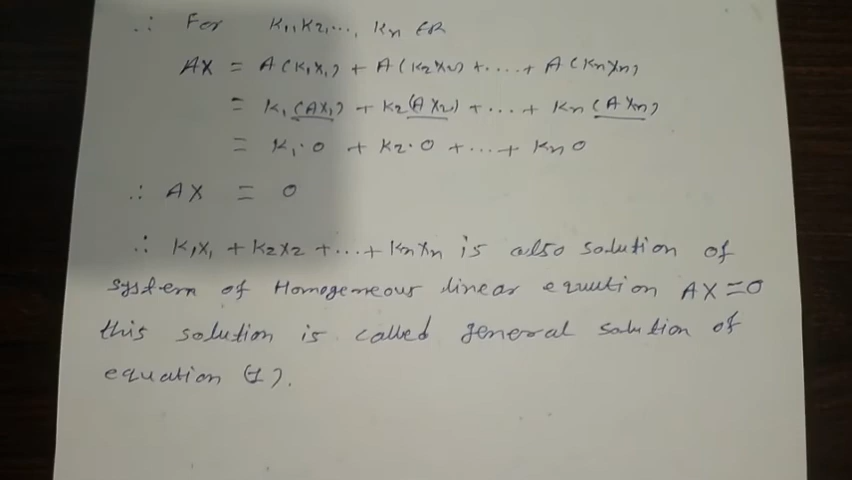 ∴ For K₁, K₂, ..., Kn ∈ R
AX = A(K₁X₁) + A(K₂X₂) + .... + A(KnXn)
= K₁(AX₁) + K₂(AX₂) + ... + Kn(AXn)
= K₁·0 + K₂·0 + ... + Kn0
∴ AX = 0
∴ K₁X₁ + K₂X₂ + ... + KnXn is also solution of
system of Homogeneous linear equation AX = 0
this solution is called general solution of
equation (1).